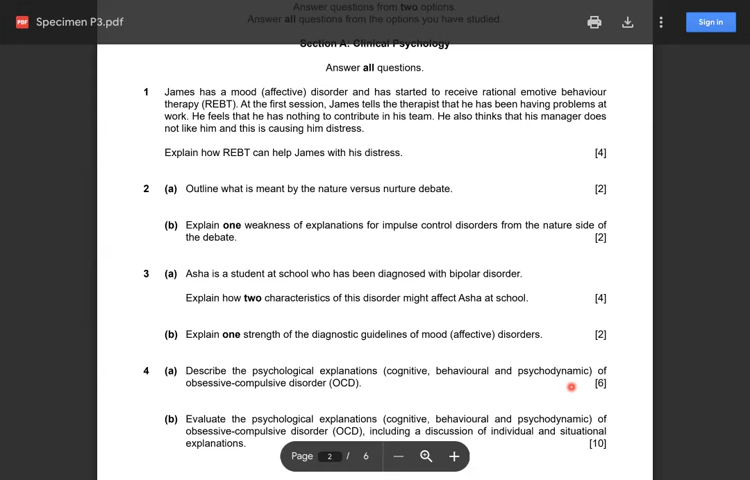 Answer questions from two options.
Answer all questions from the options you have studied
Specimen P3.pdf
Sign in
Section A: Clinical Psychology
Answer all questions.
1 James has a mood (affective) disorder and has started to receive rational emotive behaviour
therapy (REBT). At the first session, James tells the therapist that he has been having problems at
work. He feels that he has nothing to contribute in his team. He also thinks that his manager does
not like him and this is causing him distress.
Explain how REBT can help James with his distress. [4]
2 (a) Outline what is meant by the nature versus nurture debate. [2]
(b) Explain one weakness of explanations for impulse control disorders from the nature side of
the debate. [2]
3 (a) Asha is a student at school who has been diagnosed with bipolar disorder.
Explain how two characteristics of this disorder might affect Asha at school. [4]
(b) Explain one strength of the diagnostic guidelines of mood (affective) disorders. [2]
4 (a) Describe the psychological explanations (cognitive, behavioural and psychodynamic) of
obsessive-compulsive disorder (OCD). [6]
(b) Evaluate the psychological explanations (cognitive, behavioural and psychodynamic) of
obsessive-compulsive disorder (OCD), including a discussion of individual and situational
explanations. [10]
Page 2 / 6